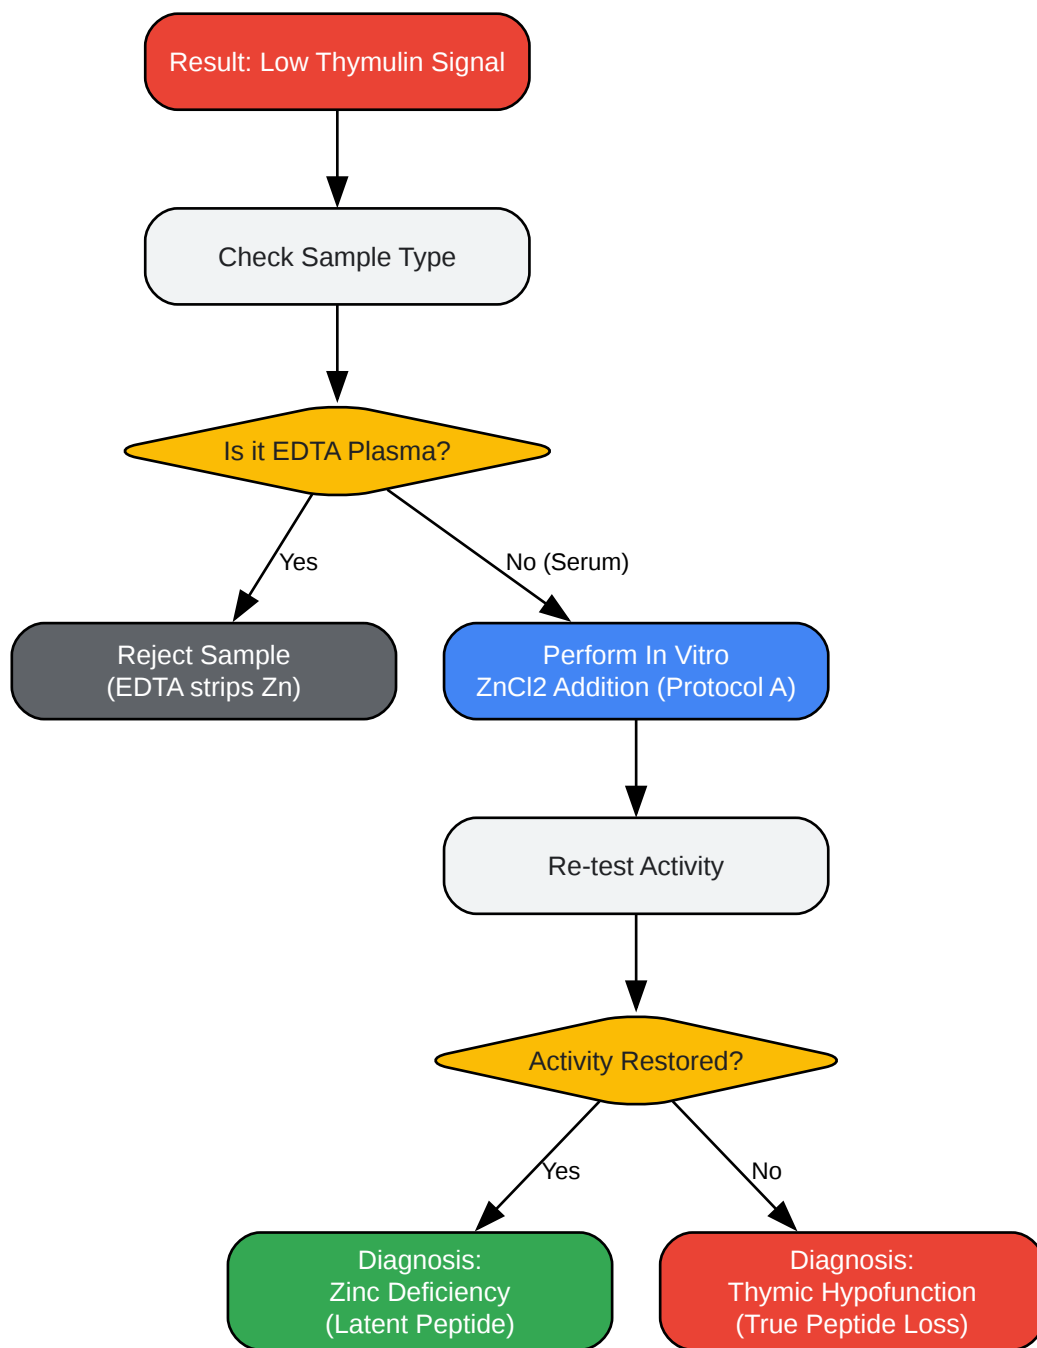 Result: Low Thymulin Signal
Check Sample Type
Is it EDTA Plasma?
Yes
No (Serum)
Reject Sample
(EDTA strips Zn)
Perform In Vitro
ZnCl2 Addition (Protocol A)
Re-test Activity
Activity Restored?
Yes
No
Diagnosis:
Zinc Deficiency
(Latent Peptide)
Diagnosis:
Thymic Hypofunction
(True Peptide Loss)